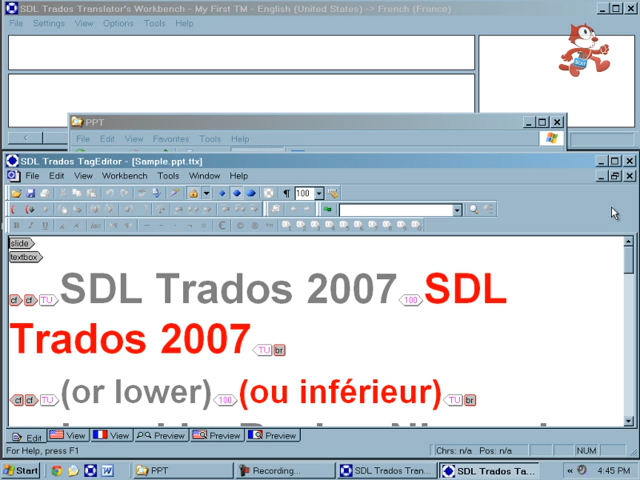 SDL Trados Translator's Workbench - My First TM - English (United States) -> French (France)
File Settings View Options Tools Help
PPT
File Edit View Favorites Tools Help
SDL Trados TagEditor - [Sample.ppt.ttx]
File Edit View Workbench Tools Window Help
100
slide
textbox
cf cf TU SDL Trados 2007 100 SDL
Trados 2007 TU br
cf cf TU (or lower) 100 (ou inférieur) TU br
Edit View View Preview Preview Preview
For Help, press F1 Chrs: n/a Pos: n/a NUM
Start W PPT Recording... SDL Trados Tran... SDL Trados Ta... « 4:45 PM